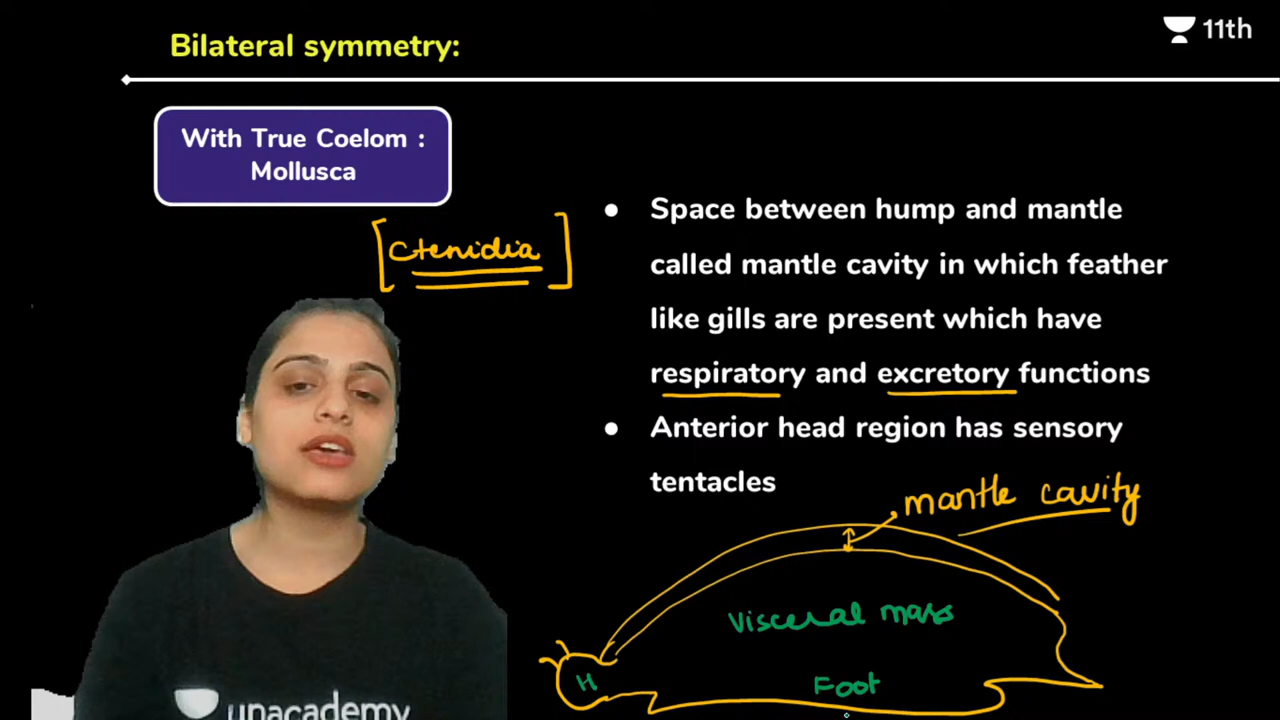 Bilateral symmetry:
11th
With True Coelom :
Mollusca
[Ctenidia]
● Space between hump and mantle
called mantle cavity in which feather
like gills are present which have
respiratory and excretory functions
● Anterior head region has sensory
tentacles
mantle cavity
Visceral mass
H
Foot
unacademy